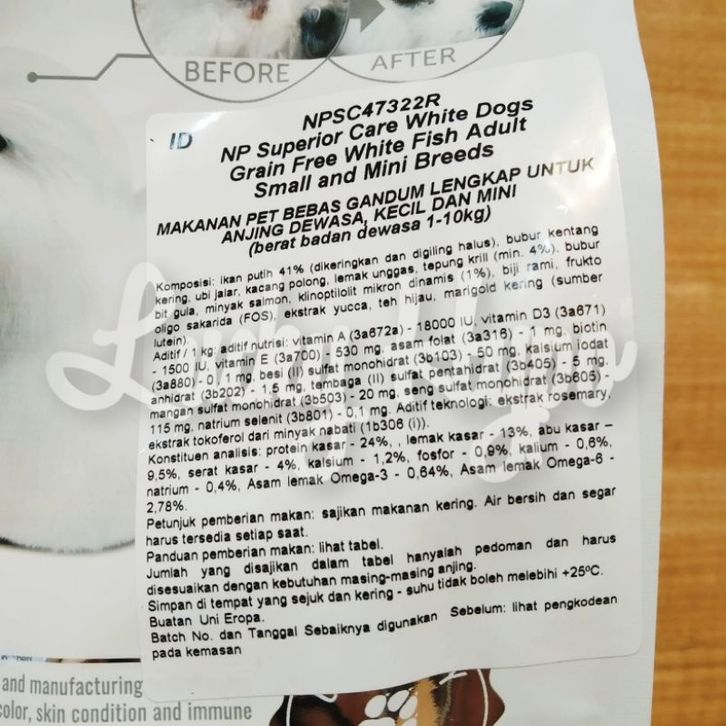 BEFORE
AFTER
ID
NPSC47322R
NP Superior Care White Dogs
Grain Free White Fish Adult
Small and Mini Breeds
MAKANAN PET BEBAS GANDUM LENGKAP UNTUK
ANJING DEWASA, KECIL DAN MINI
(berat badan dewasa 1-10kg)
Komposisi: ikan putih 41% (dikeringkan dan digiling halus), bubur kentang
kering, ubi jalar, kacang polong, lemak unggas, tepung krill (min. 4%), bubur
bit gula, minyak salmon, klinoptilolit mikron dinamis (1%), biji rami, frukto
oligo sakarida (FOS), ekstrak yucca, teh hijau, marigold kering (sumber
lutein).
Aditif / 1 kg: aditif nutrisi: vitamin A (3a672a) - 18000 IU, vitamin D3 (3a671)
- 1500 IU, vitamin E (3a700) - 530 mg, asam folat (3a316) - 1 mg, biotin
(3a880) - 0,1 mg, besi (II) sulfat monohidrat (3b103) - 50 mg, kalsium iodat
anhidrat (3b202) - 1,5 mg, tembaga (II) sulfat pentahidrat (3b405) - 5 mg,
mangan sulfat monohidrat (3b503) - 20 mg, seng sulfat monohidrat (3b605) -
115 mg, natrium selenit (3b801) - 0,1 mg. Aditif teknologi: ekstrak rosemary,
ekstrak tokoferol dari minyak nabati (1b306 (i)).
Konstituen analisis: protein kasar - 24%, , lemak kasar - 13%, abu kasar –
9,5%, serat kasar - 4%, kalsium - 1,2%, fosfor - 0,9%, kalium - 0,6%,
natrium - 0,4%, Asam lemak Omega-3 - 0,64%, Asam lemak Omega-6 -
2,78%.
Petunjuk pemberian makan: sajikan makanan kering. Air bersih dan segar
harus tersedia setiap saat.
Panduan pemberian makan: lihat tabel.
Jumlah yang disajikan dalam tabel hanyalah pedoman dan harus
disesuaikan dengan kebutuhan masing-masing anjing.
Simpan di tempat yang sejuk dan kering - suhu tidak boleh melebihi +25ºC.
Buatan Uni Eropa.
Batch No. dan Tanggal Sebaiknya digunakan Sebelum: lihat pengkodean
pada kemasan
and manufacturing
color, skin condition and immune